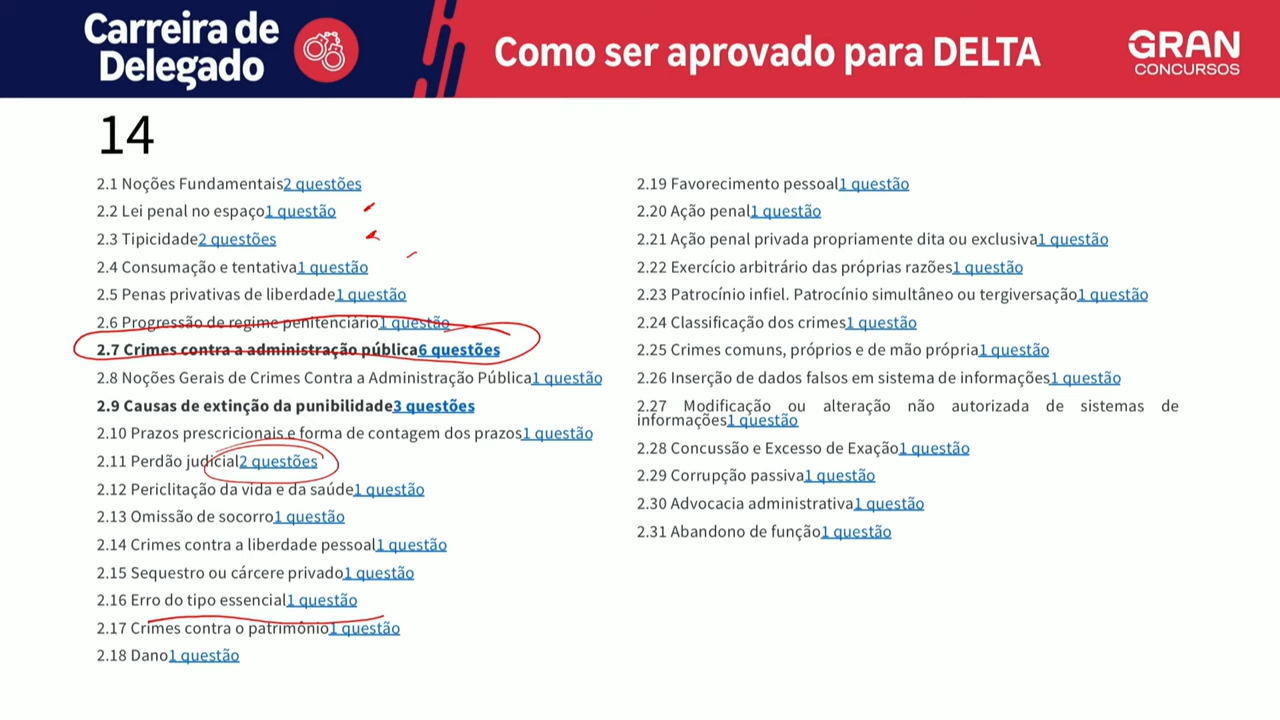 Carreira de
Delegado
Como ser aprovado para DELTA
GRAN
CONCURSOS
14
2.1 Noções Fundamentais2 questões
2.2 Lei penal no espaço1 questão
2.3 Tipicidade2 questões
2.4 Consumação e tentativa1 questão
2.5 Penas privativas de liberdade1 questão
2.6 Progressão de regime penitenciário1 questão
2.7 Crimes contra a administração pública6 questões
2.8 Noções Gerais de Crimes Contra a Administração Pública1 questão
2.9 Causas de extinção da punibilidade3 questões
2.10 Prazos prescricionais e forma de contagem dos prazos1 questão
2.11 Perdão judicial2 questões
2.12 Periclitação da vida e da saúde1 questão
2.13 Omissão de socorro1 questão
2.14 Crimes contra a liberdade pessoal1 questão
2.15 Sequestro ou cárcere privado1 questão
2.16 Erro do tipo essencial1 questão
2.17 Crimes contra o patrimônio1 questão
2.18 Dano1 questão
2.19 Favorecimento pessoal1 questão
2.20 Ação penal1 questão
2.21 Ação penal privada propriamente dita ou exclusiva1 questão
2.22 Exercício arbitrário das próprias razões1 questão
2.23 Patrocínio infiel. Patrocínio simultâneo ou tergiversação1 questão
2.24 Classificação dos crimes1 questão
2.25 Crimes comuns, próprios e de mão própria1 questão
2.26 Inserção de dados falsos em sistema de informações1 questão
2.27 Modificação ou alteração não autorizada de sistemas de
informações1 questão
2.28 Concussão e Excesso de Exação1 questão
2.29 Corrupção passiva1 questão
2.30 Advocacia administrativa1 questão
2.31 Abandono de função1 questão